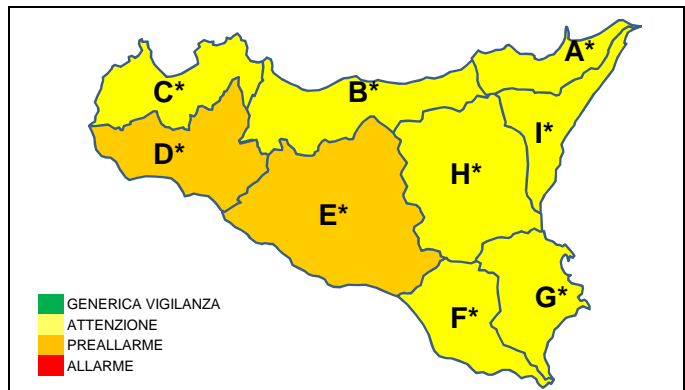 A*
C*
B*
I*
D*
H*
E*
G*
F*
GENERICA VIGILANZA
ATTENZIONE
PREALLARME
ALLARME